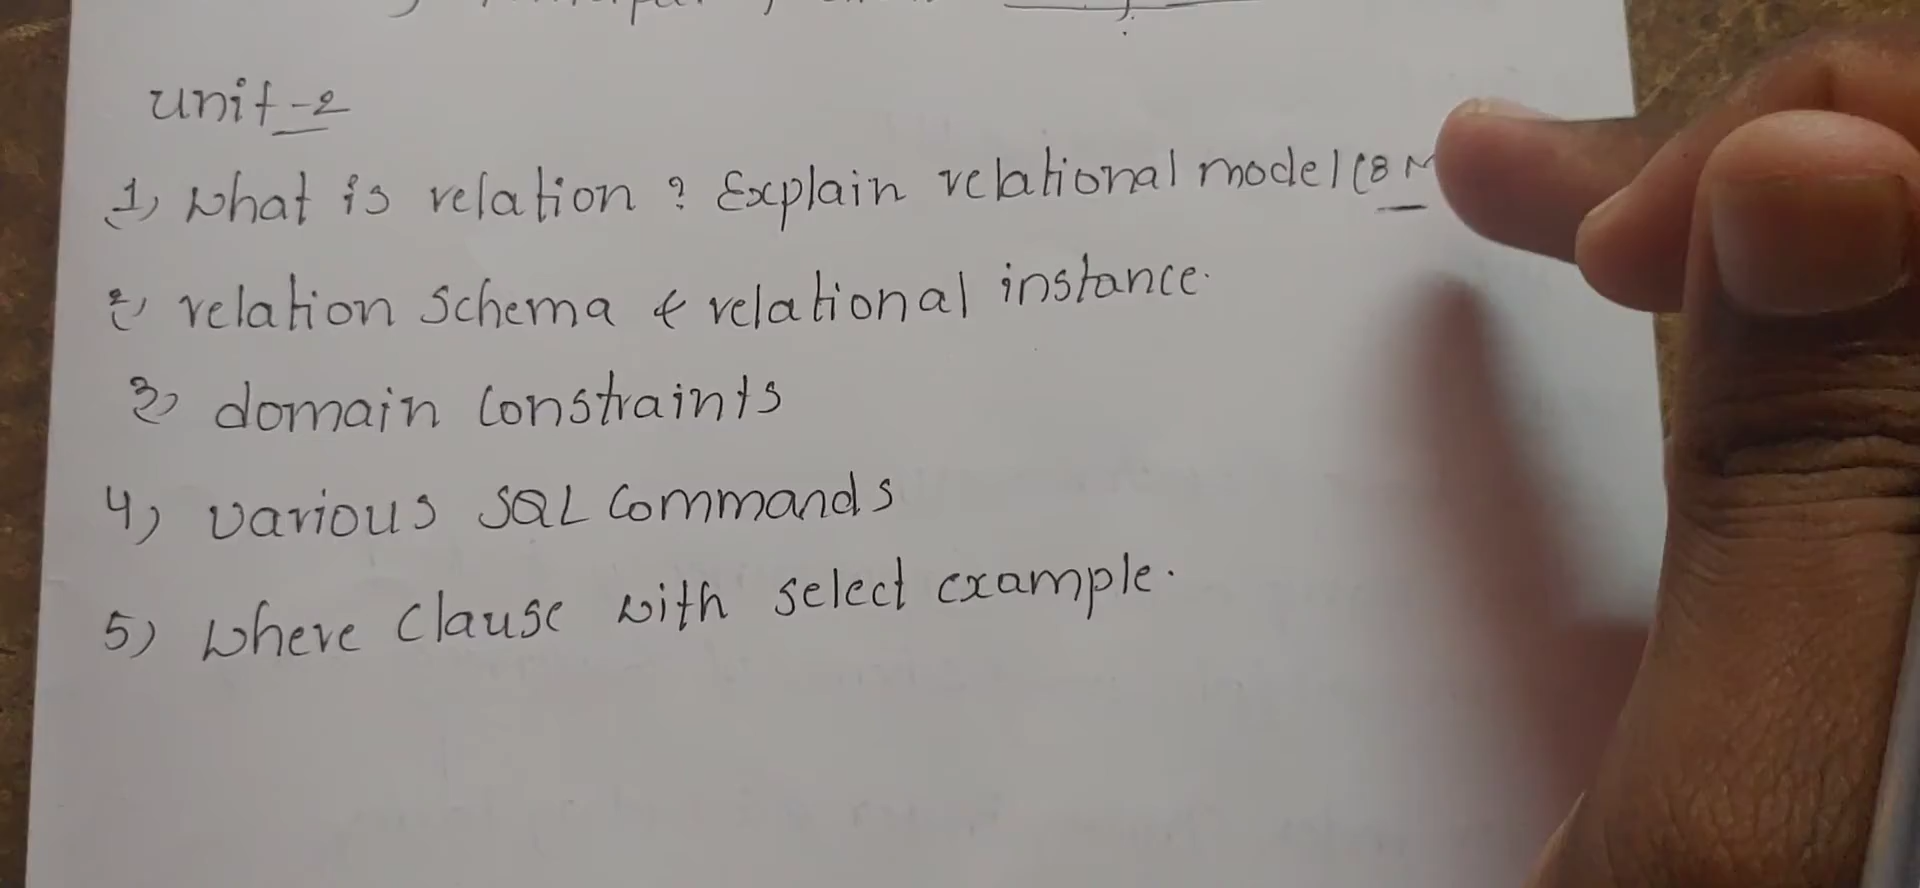 unit-2
1) what is relation ? Explain relational model (8 M
2) relation schema & relational instance.
3) domain constraints
4) various SQL Commands
5) where clause with select example.